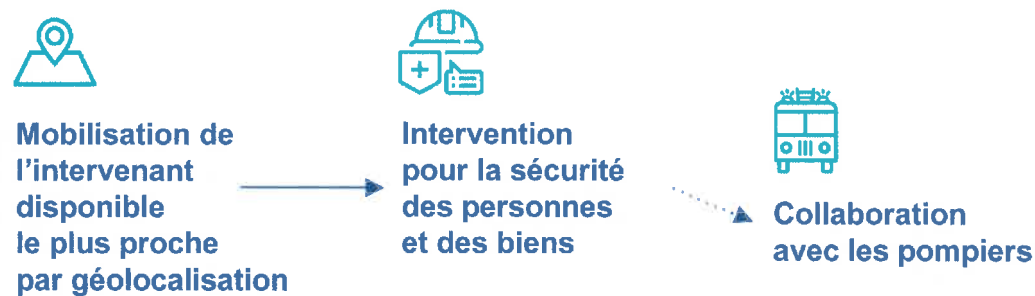 Mobilisation de
l'intervenant
disponible
le plus proche
par géolocalisation
Intervention
pour la sécurité
des personnes
et des biens
Collaboration
avec les pompiers